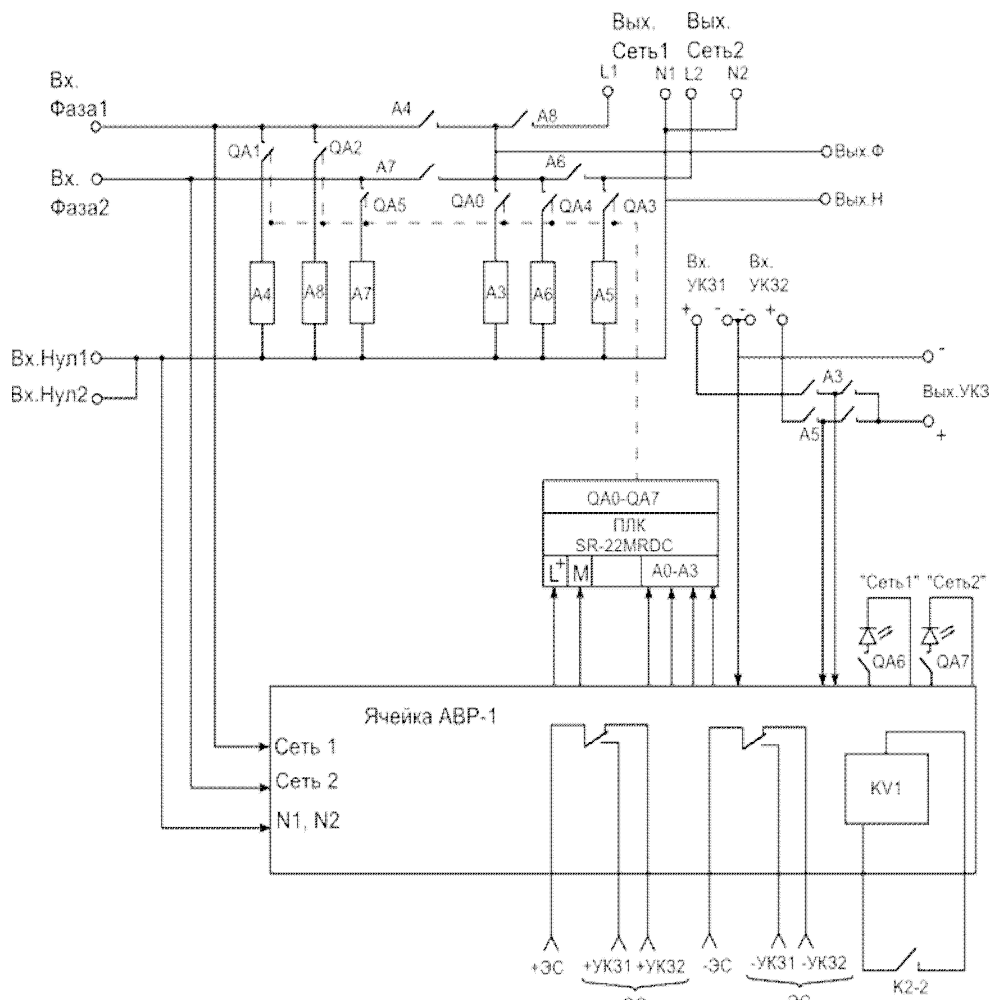 Вых. Вых.
Сеть1 Сеть2
L1 N1 L2 N2
Вх.
Фаза1
A4 A8
QA1 QA2
Вых.Ф
Вх.
Фаза2
A7 A6
QA5 QA0 QA4 QA3
Вых.Н
A4 A8 A7 A3 A6 A5
Вх. Вх.
УКЗ1 УКЗ2
+ - - +
Вх.Нул1
Вх.Нул2
-
A3
Вых.УКЗ
A5
+
QA0-QA7
ПЛК
SR-22MRDC
L+ M A0-A3
"Сеть1" "Сеть2"
QA6 QA7
Ячейка АВР-1
Сеть 1
Сеть 2
N1, N2
KV1
+ЭС +УКЗ1 +УКЗ2 -ЭС -УКЗ1 -УКЗ2
K2-2